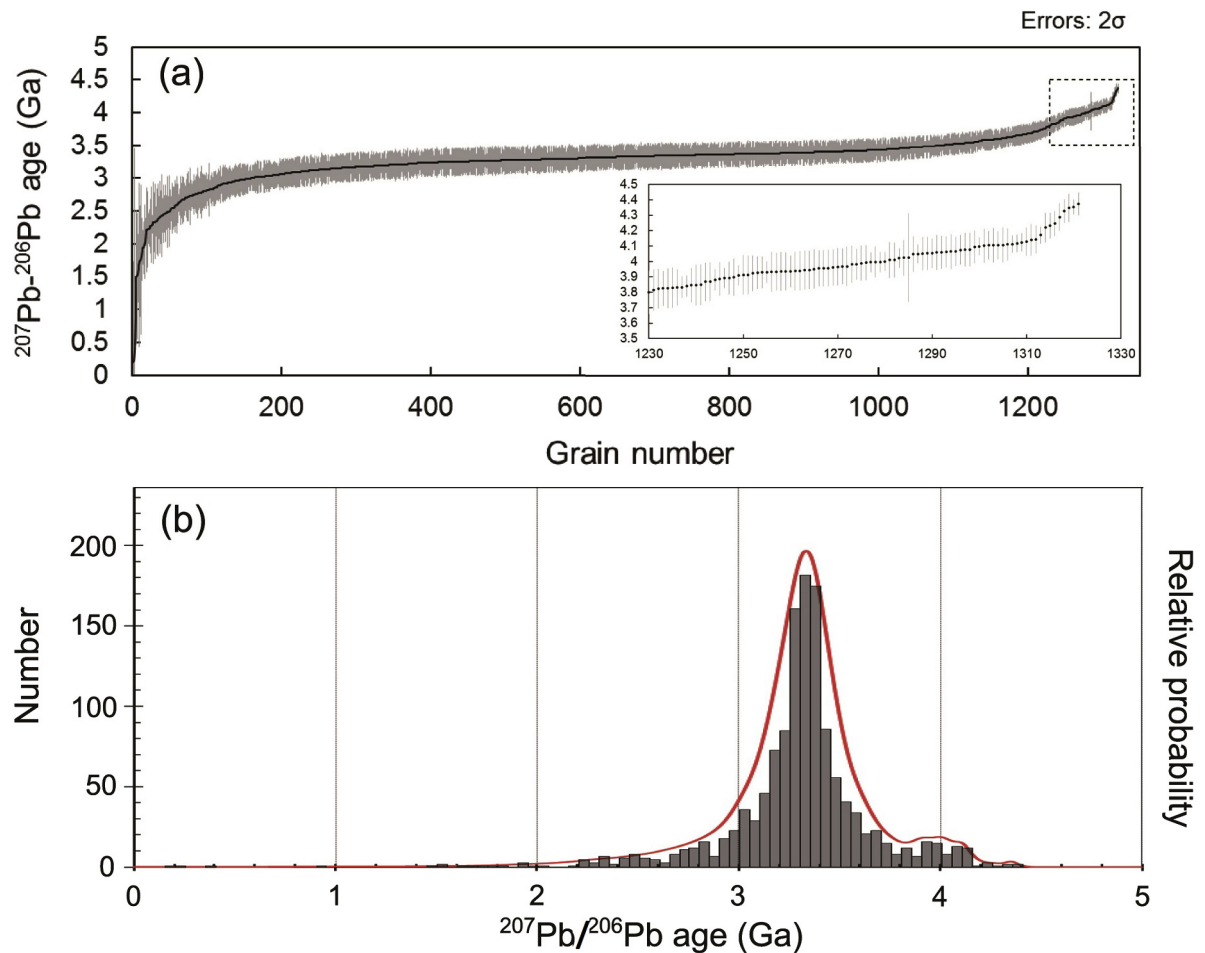 Errors: 2σ
(a)
207Pb-206Pb age (Ga)
5
4.5
4
3.5
3
2.5
2
1.5
1
0.5
0
4.5
4.4
4.3
4.2
4.1
4
3.9
3.8
3.7
3.6
3.5
1230 1250 1270 1290 1310 1330
0 200 400 600 800 1000 1200
Grain number
(b)
Number
200
150
100
50
0
Relative probability
0 1 2 3 4 5
207Pb/206Pb age (Ga)